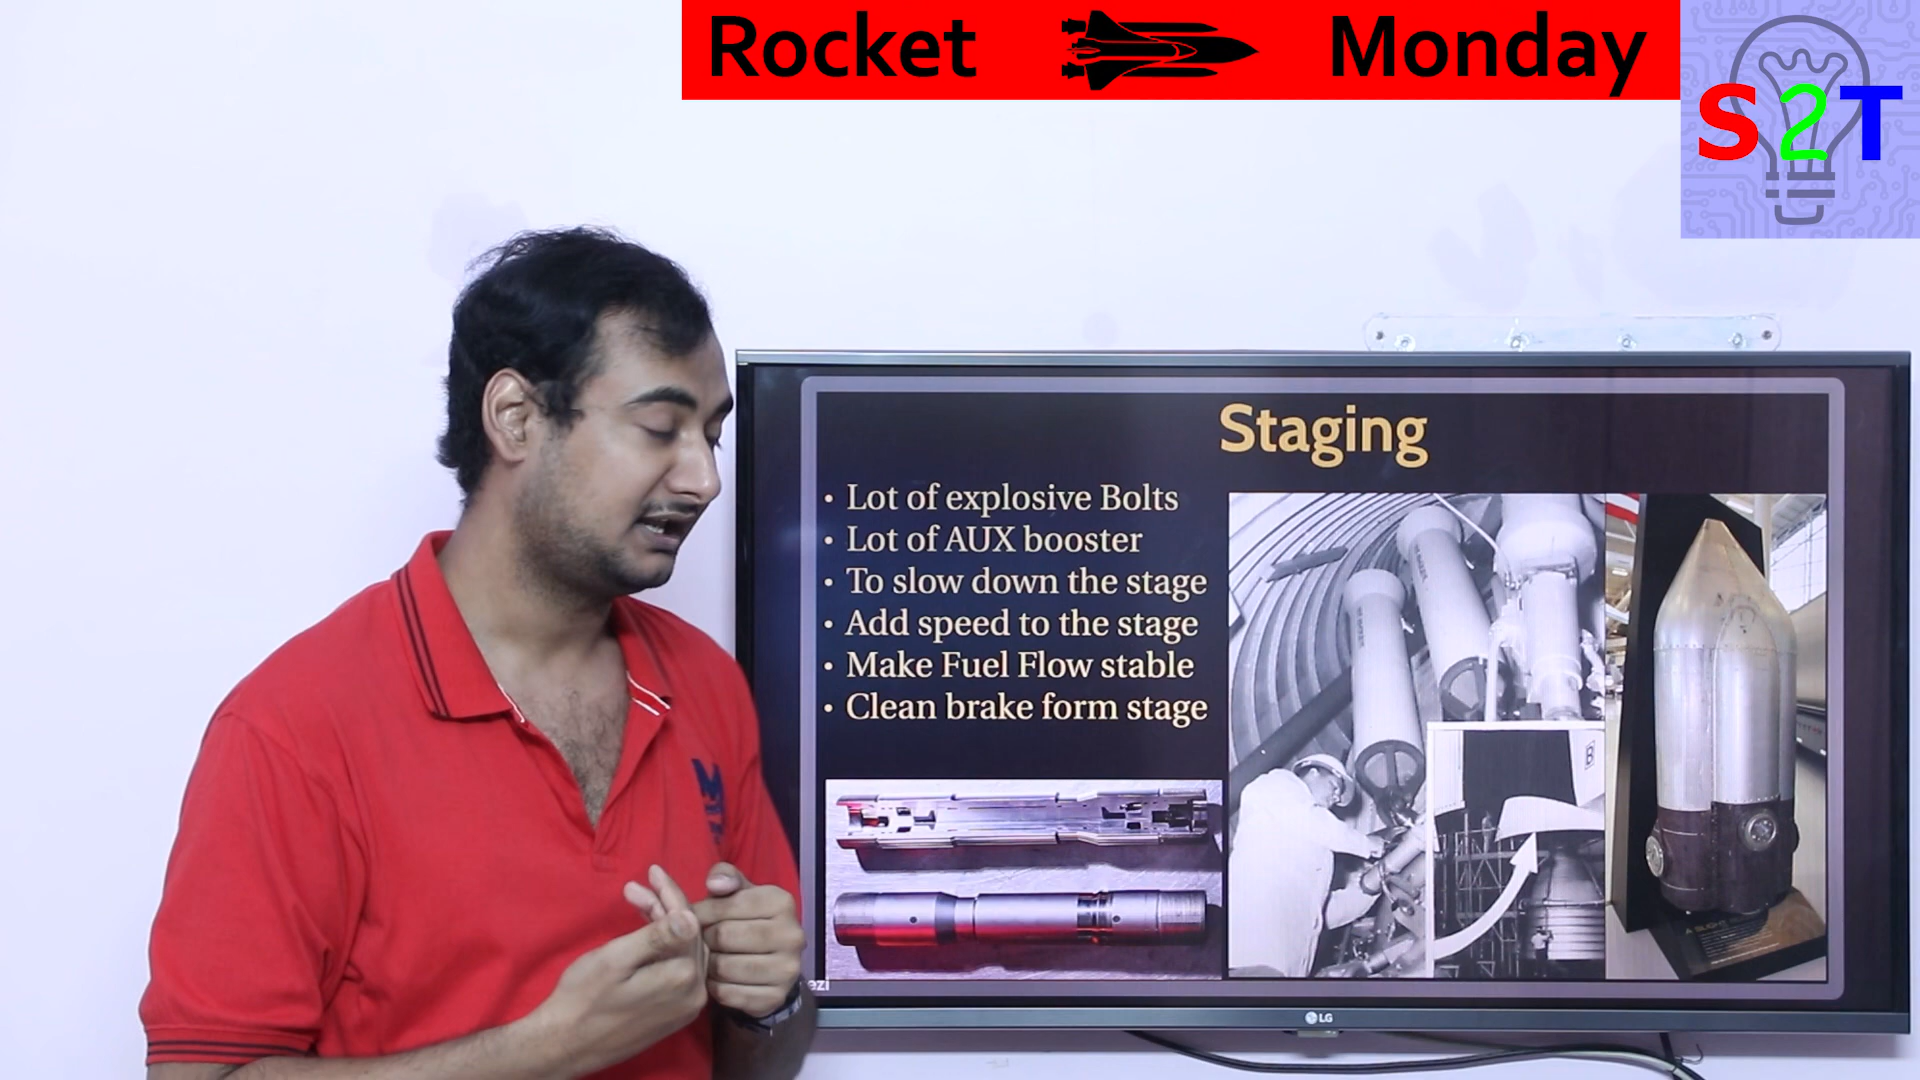 Rocket Monday
S2T
Staging
• Lot of explosive Bolts
• Lot of AUX booster
• To slow down the stage
• Add speed to the stage
• Make Fuel Flow stable
• Clean brake form stage
B
ezi
LG